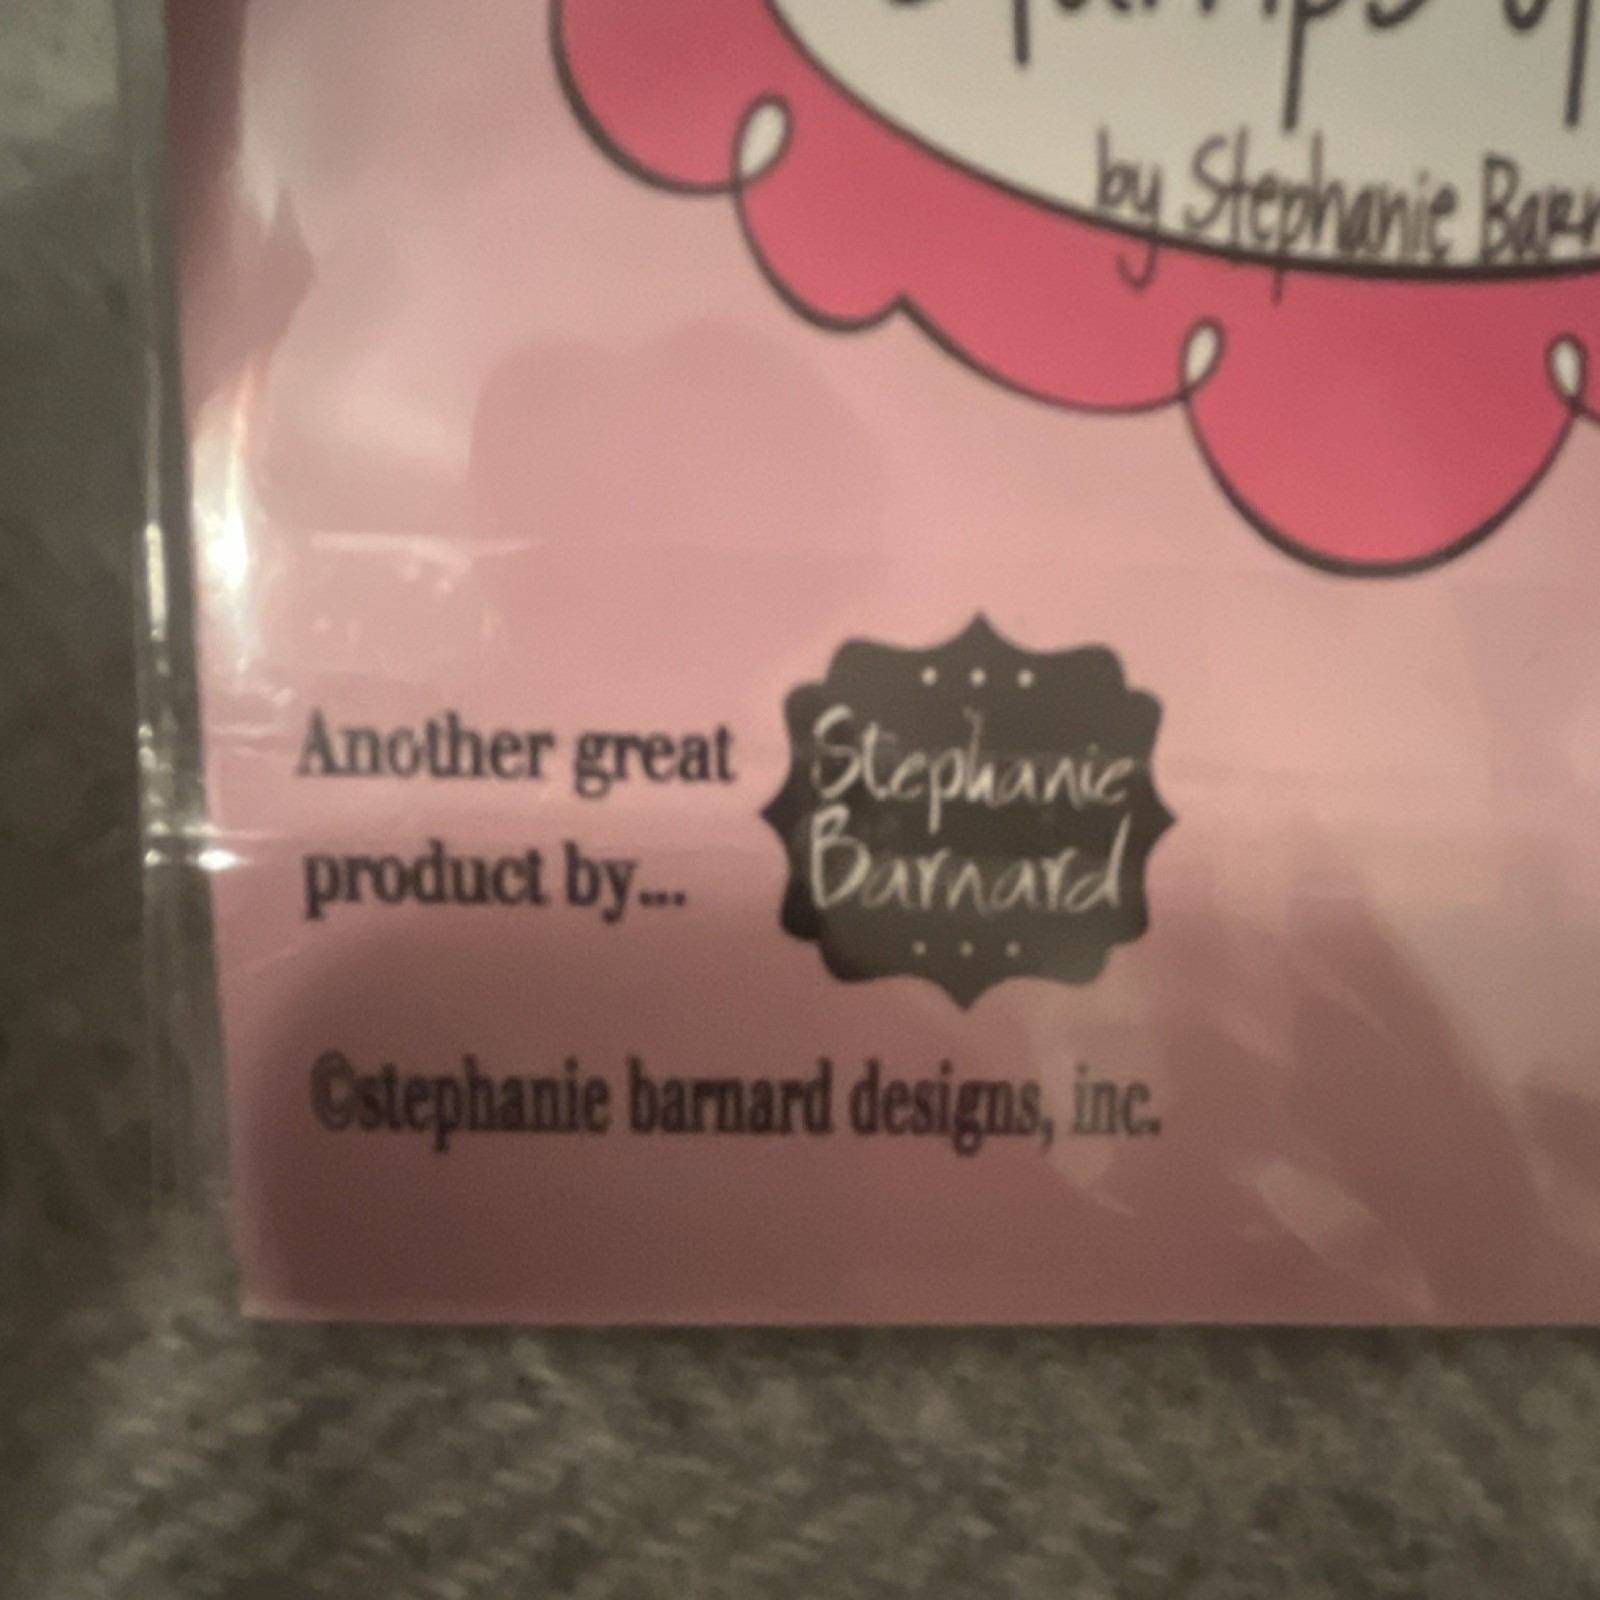 by Stephanie
Another great
product by...
Stephanie
Barnard
©stephanie barnard designs, inc.